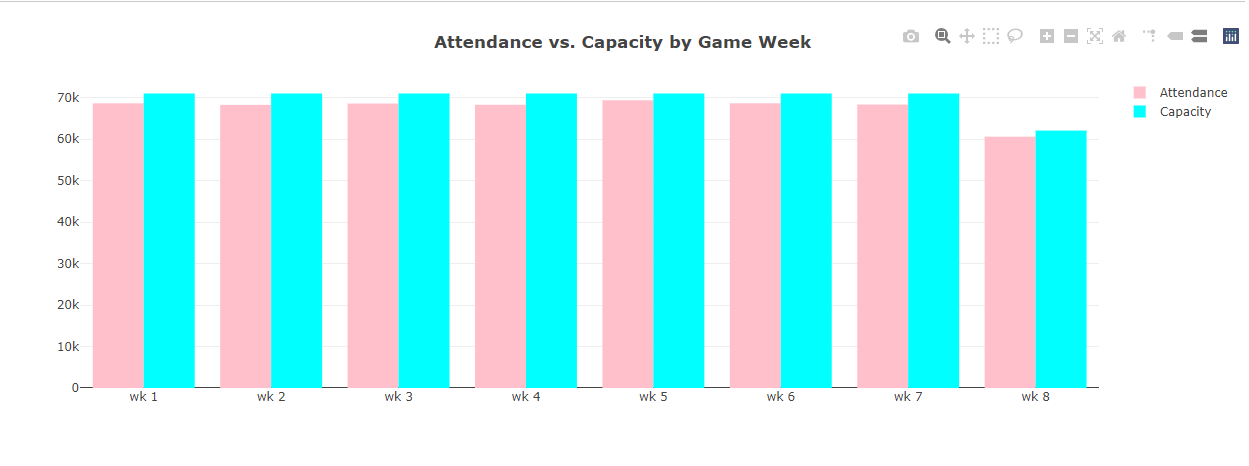 Attendance vs. Capacity by Game Week
Attendance
Capacity
70k
60k
50k
40k
30k
20k
10k
0
wk 1 wk 2 wk 3 wk 4 wk 5 wk 6 wk 7 wk 8